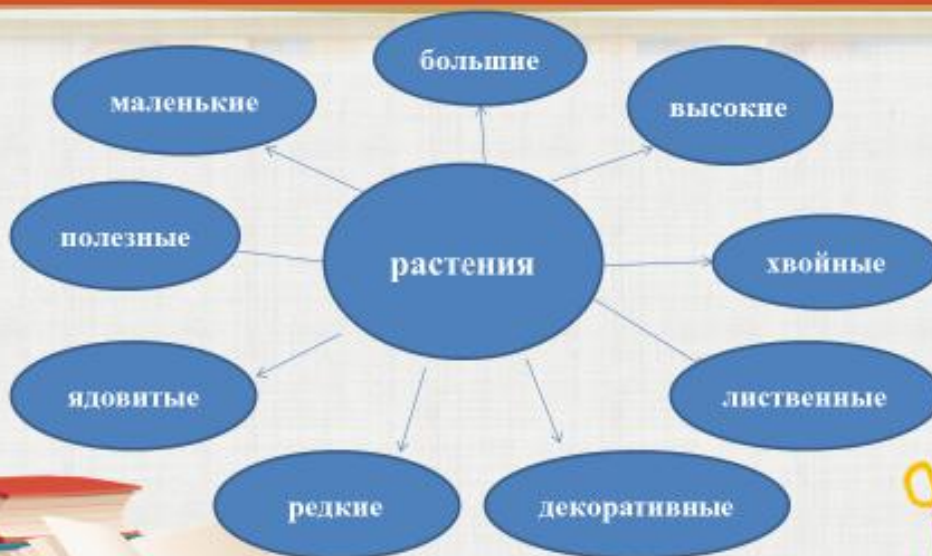 большие
маленькие
высокие
полезные
растения
хвойные
ядовитые
лиственные
редкие
декоративные